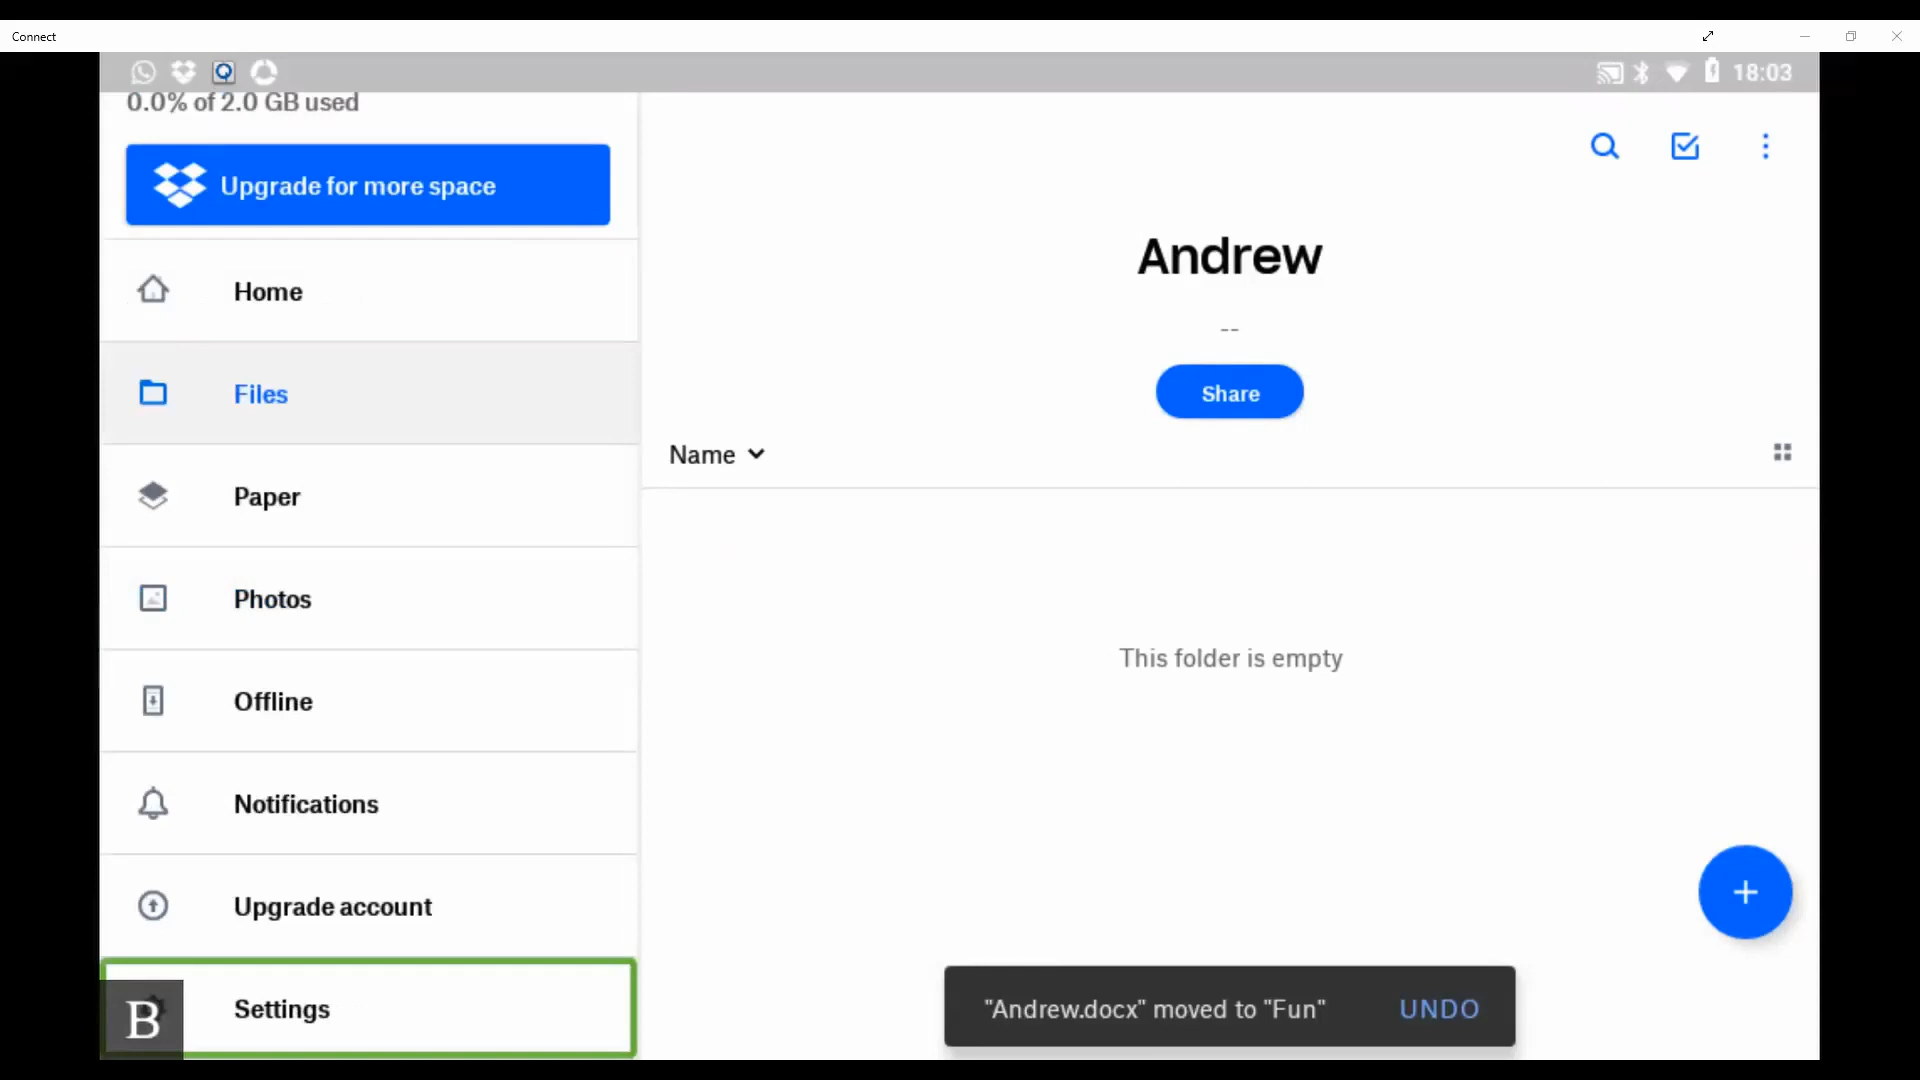 Connect
18:03
0.0% of 2.0 GB used
Upgrade for more space
Home
Files
Paper
Photos
Offline
Notifications
Upgrade account
Settings
B
Andrew
--
Share
Name
This folder is empty
"Andrew.docx" moved to "Fun" UNDO